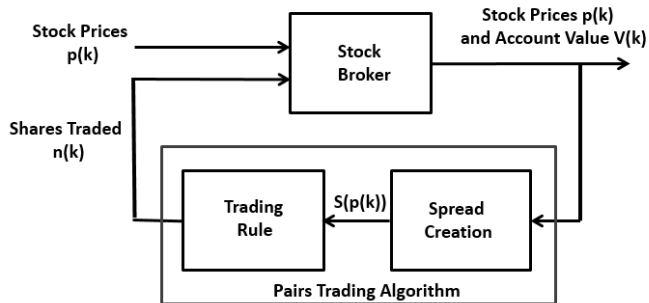 Stock Prices p(k)
and Account Value V(k)
Stock Prices
p(k)
Stock
Broker
Shares Traded
n(k)
Trading
Rule
S(p(k))
Spread
Creation
Pairs Trading Algorithm